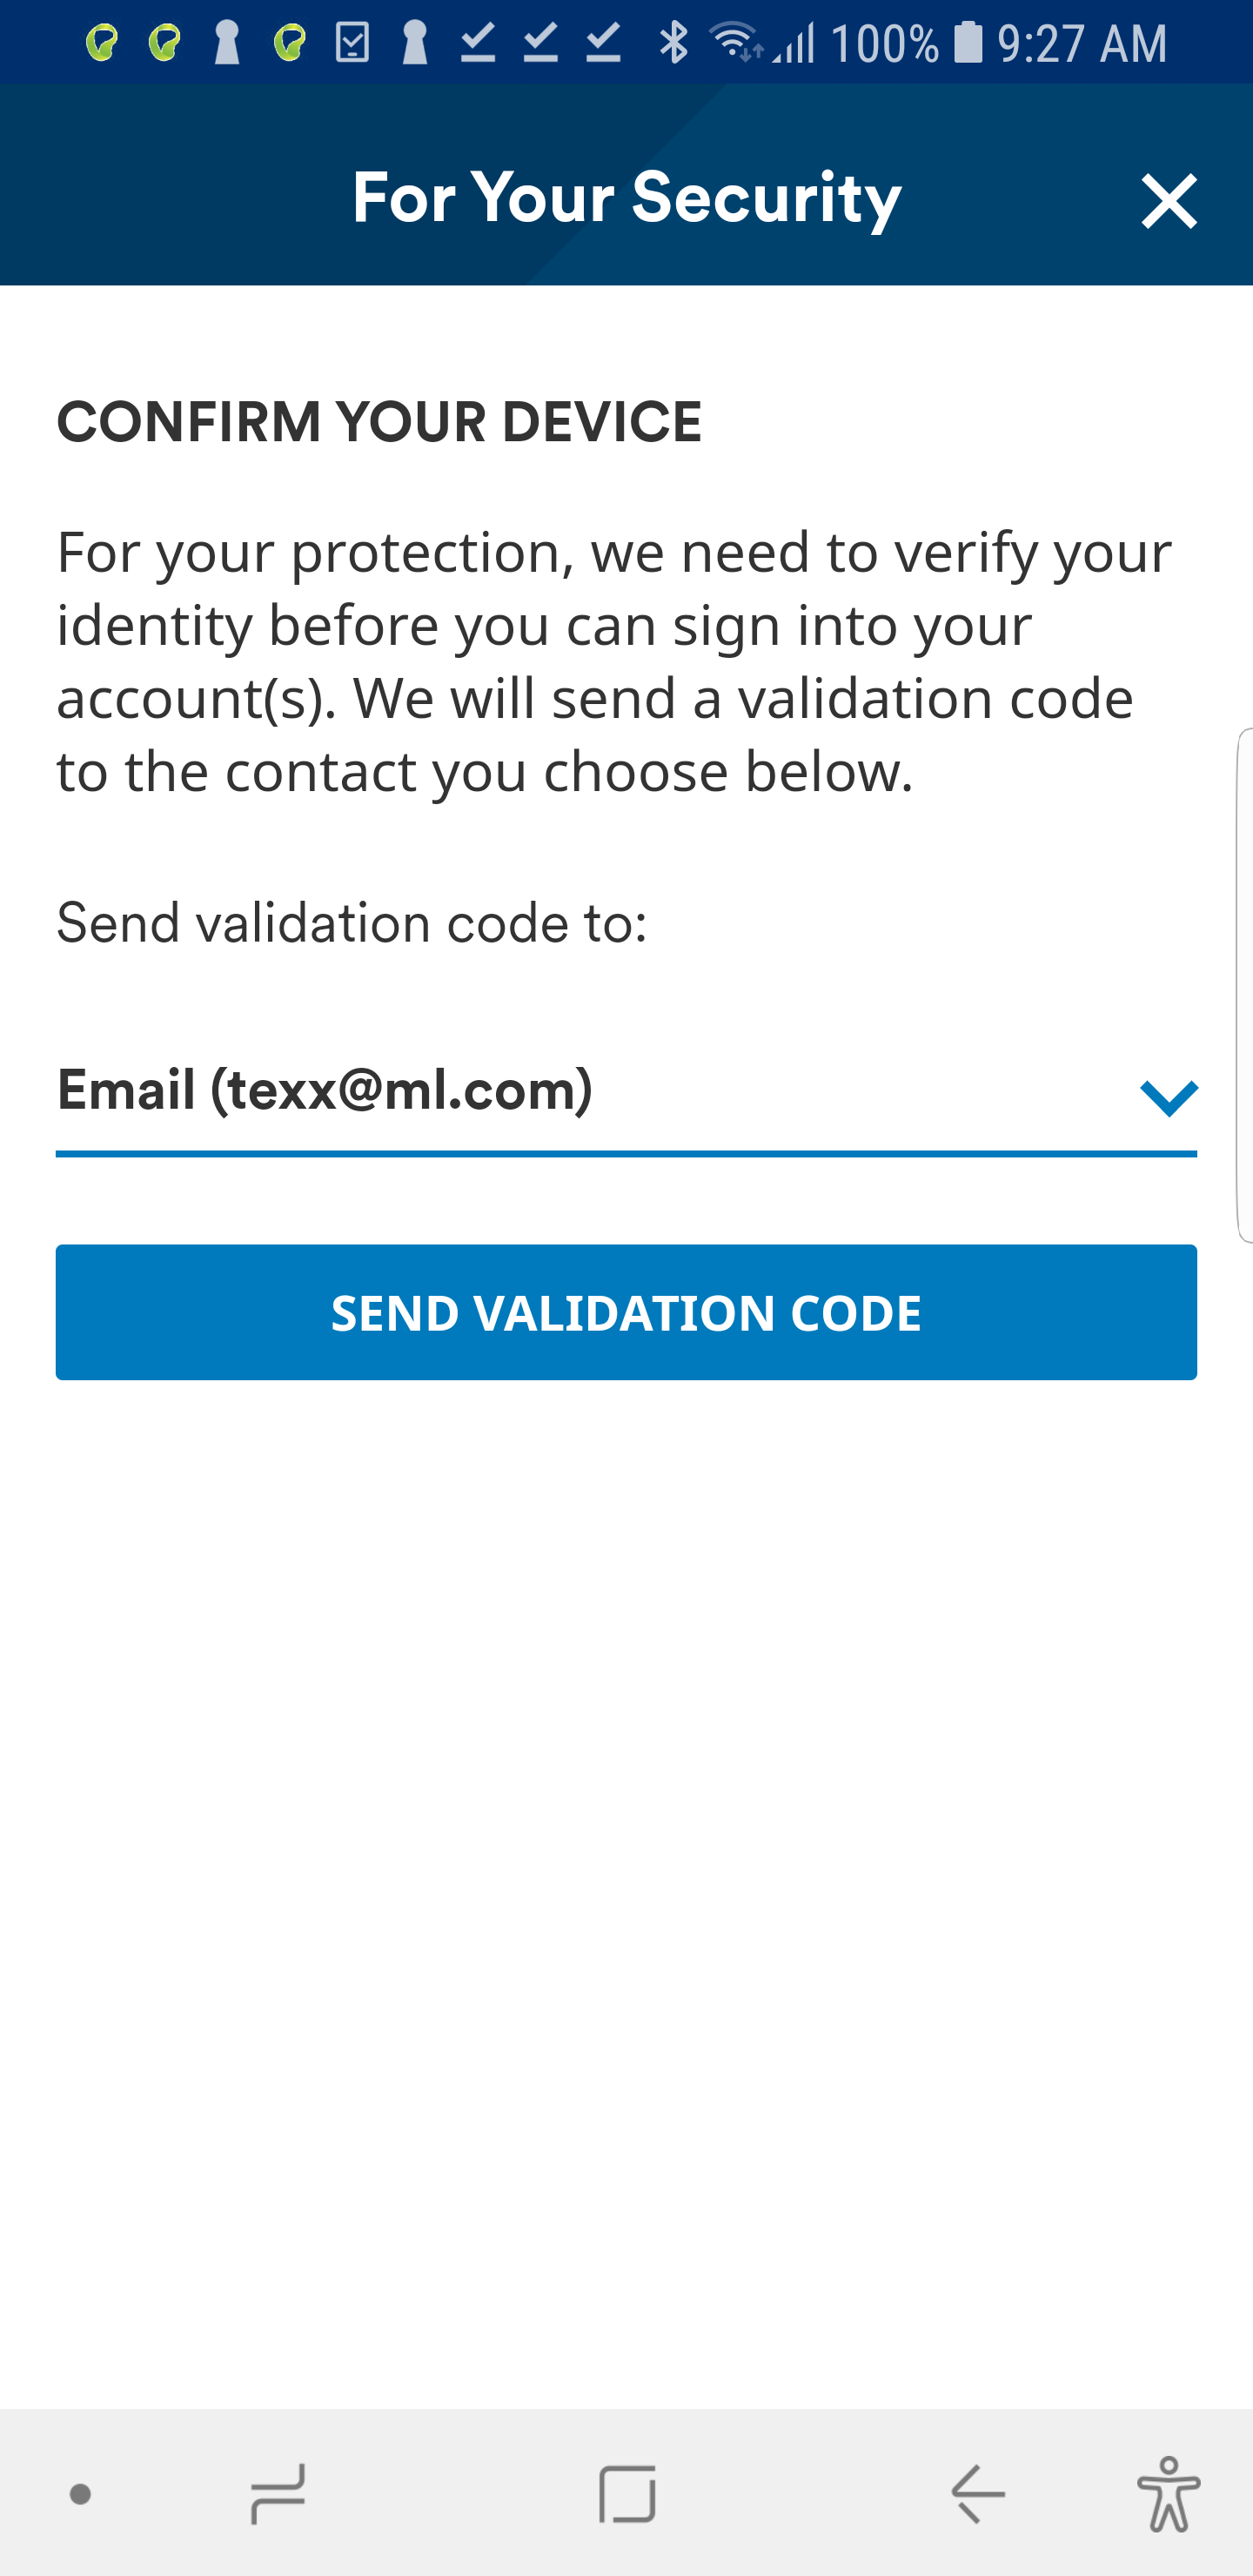 100% 9:27 AM
For Your Security
CONFIRM YOUR DEVICE
For your protection, we need to verify your
identity before you can sign into your
account(s). We will send a validation code
to the contact you choose below.
Send validation code to:
Email (texx@ml.com)
SEND VALIDATION CODE